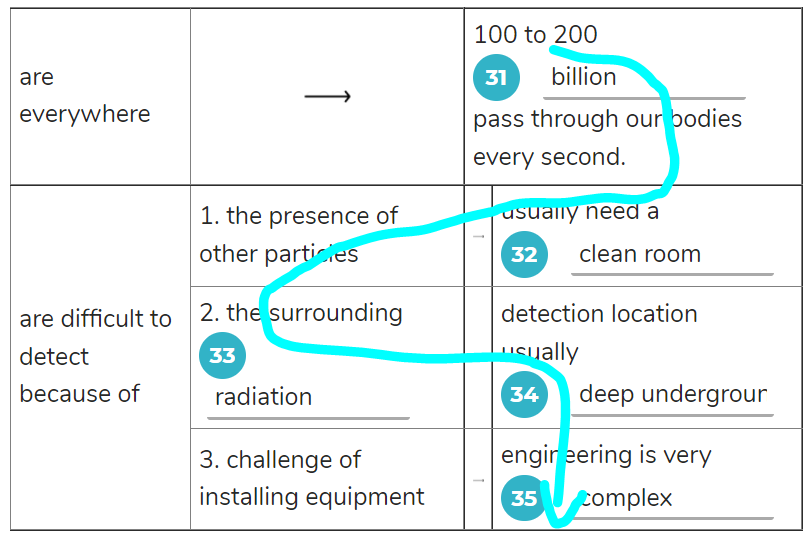 are
everywhere
100 to 200
31 billion
pass through our bodies
every second.
are difficult to
detect
because of
1. the presence of
other particles
usually need a
32 clean room
2. the surrounding
33
radiation
detection location
usually
34 deep undergrour
3. challenge of
installing equipment
engineering is very
35 complex